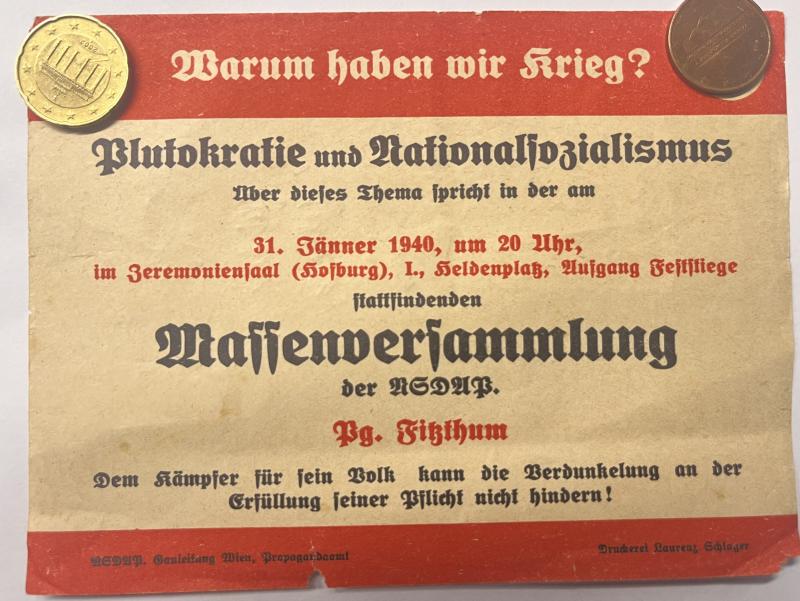 Warum haben wir Krieg?
Plutokratie und Nationalsozialismus
Über dieses Thema spricht in der am
31. Jänner 1940, um 20 Uhr,
im Zeremoniensaal (Hofburg), I., Heldenplatz, Aufgang Feststiege
stattfindenden
Massenversammlung
der NSDAP.
Pg. Fitzthum
Dem Kämpfer für sein Volk kann die Verdunkelung an der
Erfüllung seiner Pflicht nicht hindern!
NSDAP. Gauleitung Wien, Propagandaamt
Druckerei Laurenz Schlager
2002